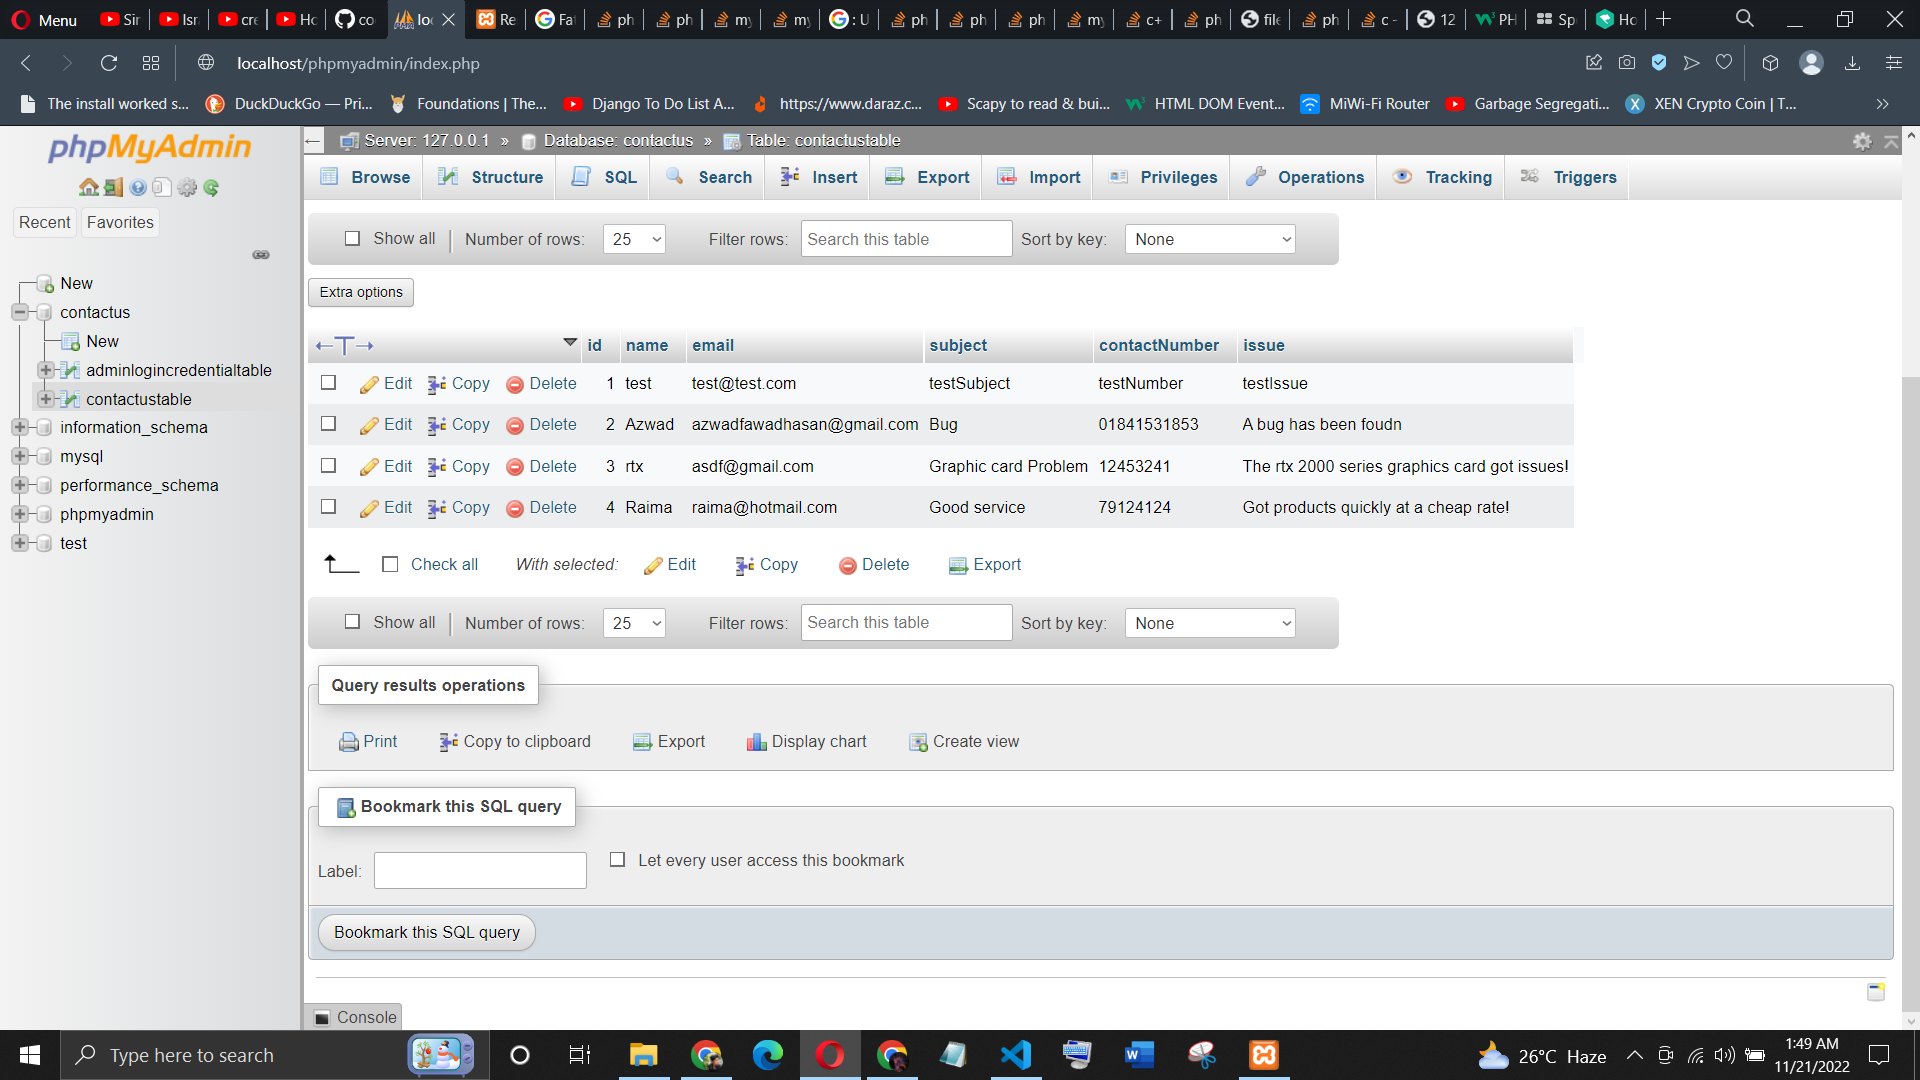 Menu Sir Isra cre Ho co loc Re Fat ph ph my my : U ph ph ph my c+ ph file ph c - 12 PH Sp Ho
localhost/phpmyadmin/index.php
The install worked s... DuckDuckGo — Pri... Foundations | The... Django To Do List A... https://www.daraz.c... Scapy to read & bui... HTML DOM Event... MiWi-Fi Router Garbage Segregati... XEN Crypto Coin | T...
phpMyAdmin
Recent Favorites
New
contactus
New
adminlogincredentialtable
contactustable
information_schema
mysql
performance_schema
phpmyadmin
test
Server: 127.0.0.1 » Database: contactus » Table: contactustable
Browse Structure SQL Search Insert Export Import Privileges Operations Tracking Triggers
Show all Number of rows: 25 Filter rows: Search this table Sort by key: None
Extra options
id name email subject contactNumber issue
Edit Copy Delete 1 test test@test.com testSubject testNumber testIssue
Edit Copy Delete 2 Azwad azwadfawadhasan@gmail.com Bug 01841531853 A bug has been foudn
Edit Copy Delete 3 rtx asdf@gmail.com Graphic card Problem 12453241 The rtx 2000 series graphics card got issues!
Edit Copy Delete 4 Raima raima@hotmail.com Good service 79124124 Got products quickly at a cheap rate!
Check all With selected: Edit Copy Delete Export
Show all Number of rows: 25 Filter rows: Search this table Sort by key: None
Query results operations
Print Copy to clipboard Export Display chart Create view
Bookmark this SQL query
Label: Let every user access this bookmark
Bookmark this SQL query
Console
Type here to search 26°C Haze 1:49 AM
11/21/2022